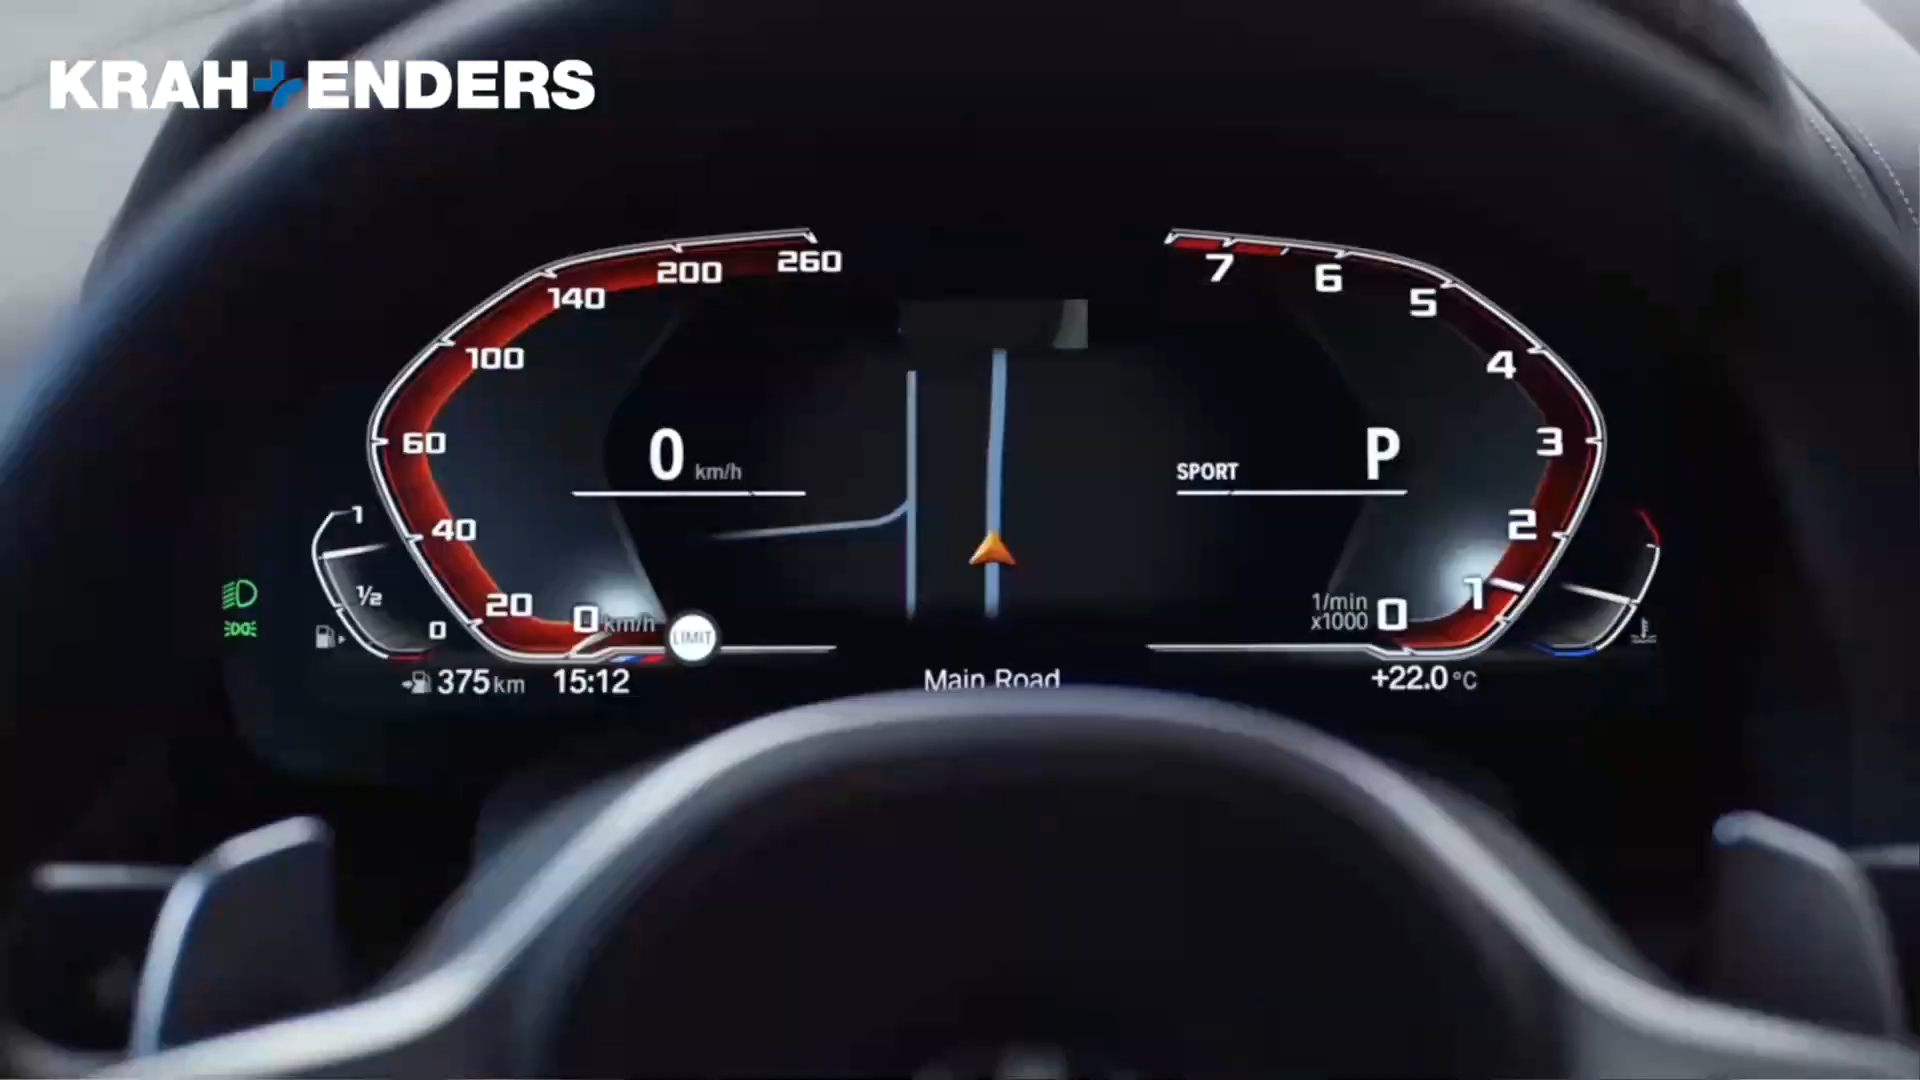 KRAH+ENDERS
260
200
140
100
60
40
20
0 km/h
0 km/h
LIMIT
1
1/2
0
375 km
15:12
Main Road
7
6
5
4
3
2
1
0
1/min
x1000
SPORT
P
+22.0 °C